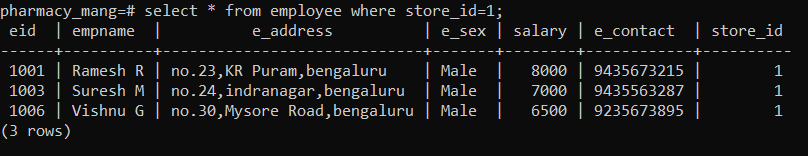 pharmacy_mang=# select * from employee where store_id=1;
 eid  | empname  |          e_address          | e_sex | salary | e_contact  | store_id
------+----------+-----------------------------+-------+--------+------------+----------
 1001 | Ramesh R | no.23,KR Puram,bengaluru    | Male  |   8000 | 9435673215 |        1
 1003 | Suresh M | no.24,indranagar,bengaluru  | Male  |   7000 | 9435563287 |        1
 1006 | Vishnu G | no.30,Mysore Road,bengaluru | Male  |   6500 | 9235673895 |        1
(3 rows)